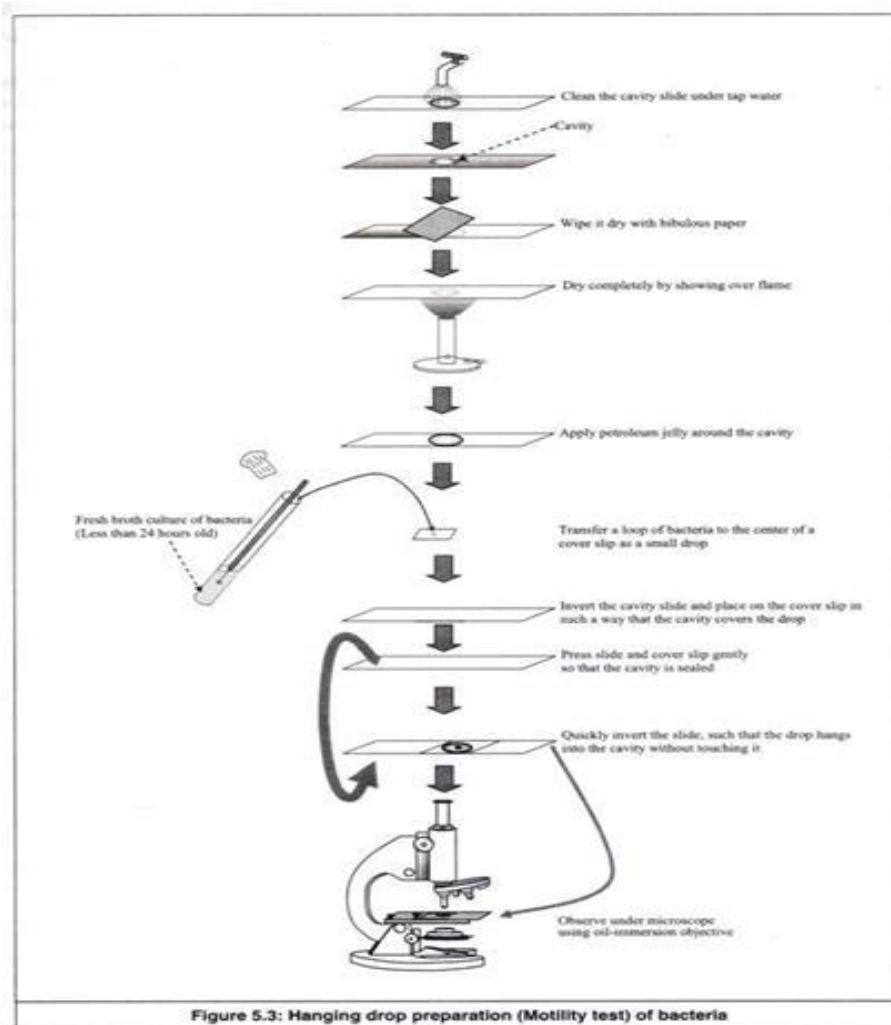 Clean the cavity slide under tap water
Cavity
Wipe it dry with bibulous paper
Dry completely by showing over flame
Apply petroleum jelly around the cavity
Fresh broth culture of bacteria
(Less than 24 hours old)
Transfer a loop of bacteria to the center of a
cover slip as a small drop
Invert the cavity slide and place on the cover slip in
such a way that the cavity covers the drop
Press slide and cover slip gently
so that the cavity is sealed
Quickly invert the slide, such that the drop hangs
into the cavity without touching it
Observe under microscope
using oil-immersion objective
Figure 5.3: Hanging drop preparation (Motility test) of bacteria